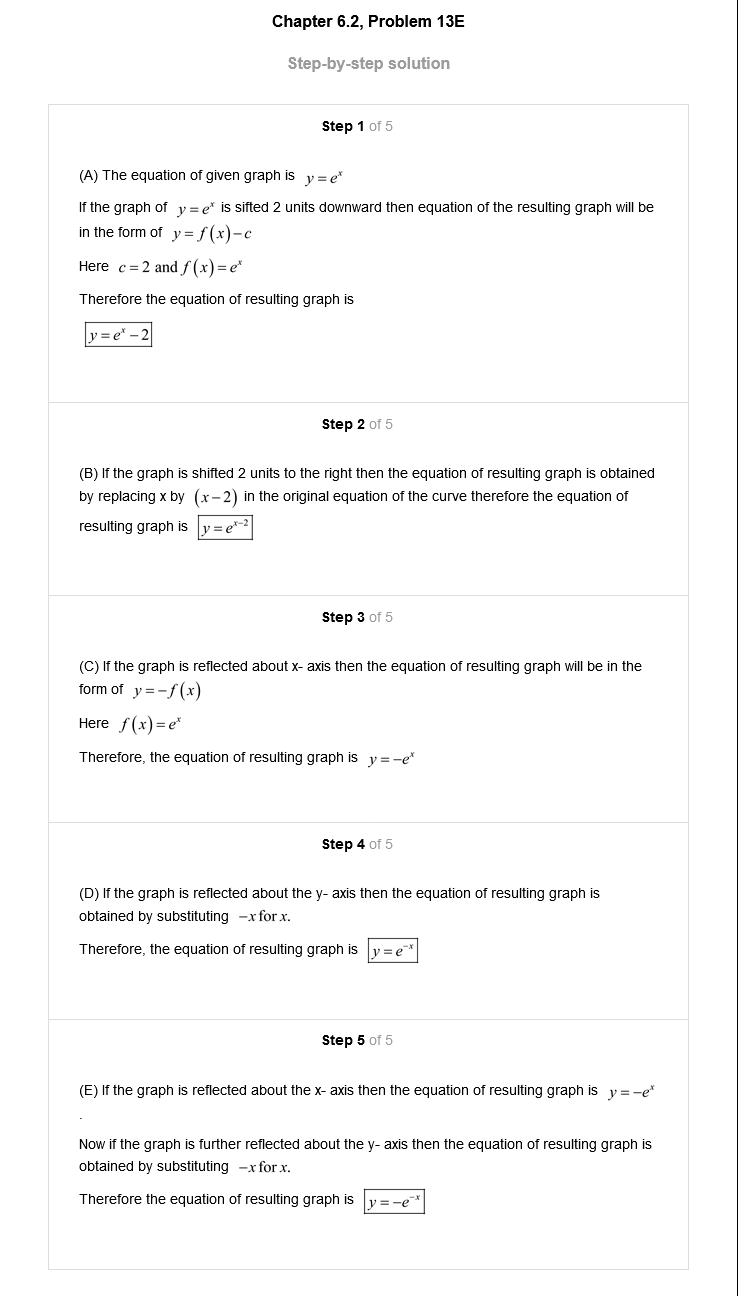 Chapter 6.2, Problem 13E
Step-by-step solution
Step 1 of 5
(A) The equation of given graph is y = eˣ
If the graph of y = eˣ is sifted 2 units downward then equation of the resulting graph will be
in the form of y = f(x) − c
Here c = 2 and f(x) = eˣ
Therefore the equation of resulting graph is
y = eˣ − 2
Step 2 of 5
(B) If the graph is shifted 2 units to the right then the equation of resulting graph is obtained
by replacing x by (x − 2) in the original equation of the curve therefore the equation of
resulting graph is y = eˣ⁻²
Step 3 of 5
(C) If the graph is reflected about x- axis then the equation of resulting graph will be in the
form of y = −f(x)
Here f(x) = eˣ
Therefore, the equation of resulting graph is y = −eˣ
Step 4 of 5
(D) If the graph is reflected about the y- axis then the equation of resulting graph is
obtained by substituting −x for x.
Therefore, the equation of resulting graph is y = e⁻ˣ
Step 5 of 5
(E) If the graph is reflected about the x- axis then the equation of resulting graph is y = −eˣ
.
Now if the graph is further reflected about the y- axis then the equation of resulting graph is
obtained by substituting −x for x.
Therefore the equation of resulting graph is y = −e⁻ˣ